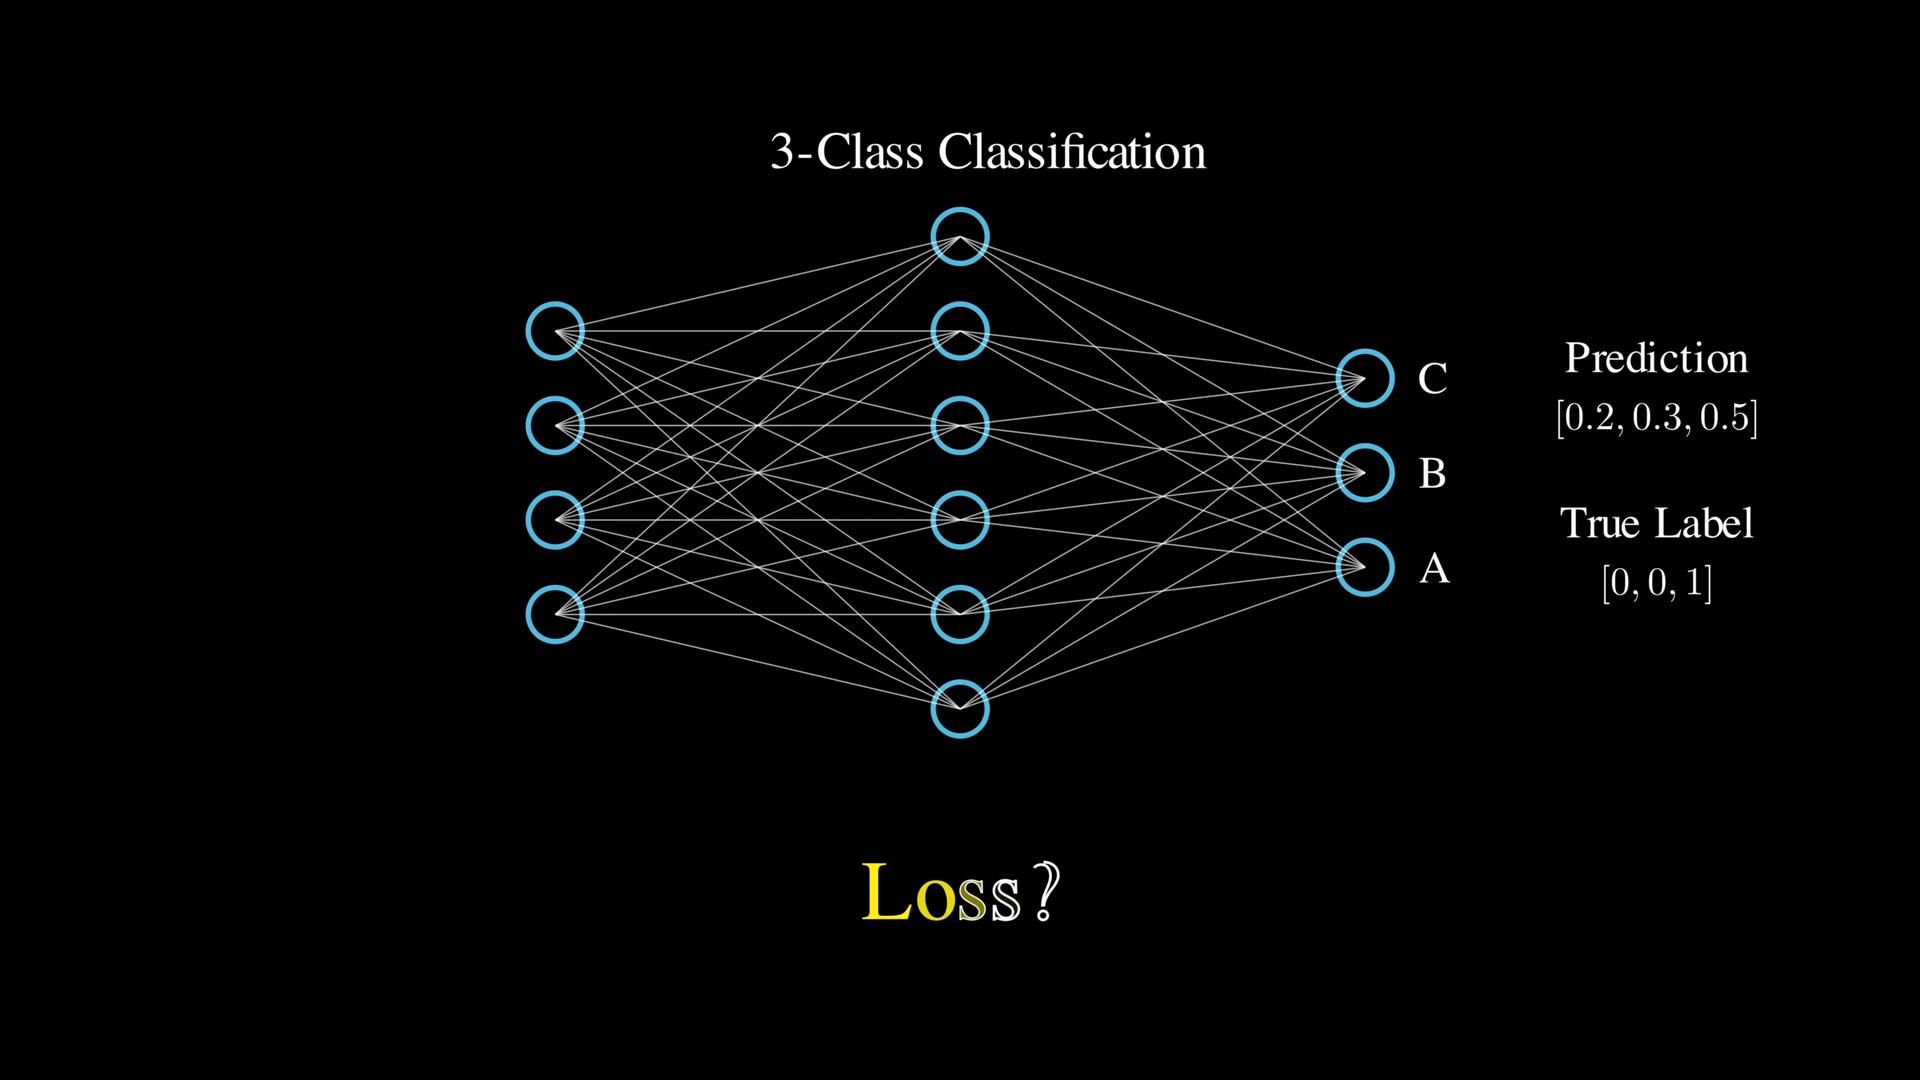 3-Class Classification
C
Prediction
[0.2, 0.3, 0.5]
B
True Label
[0, 0, 1]
A
Loss?